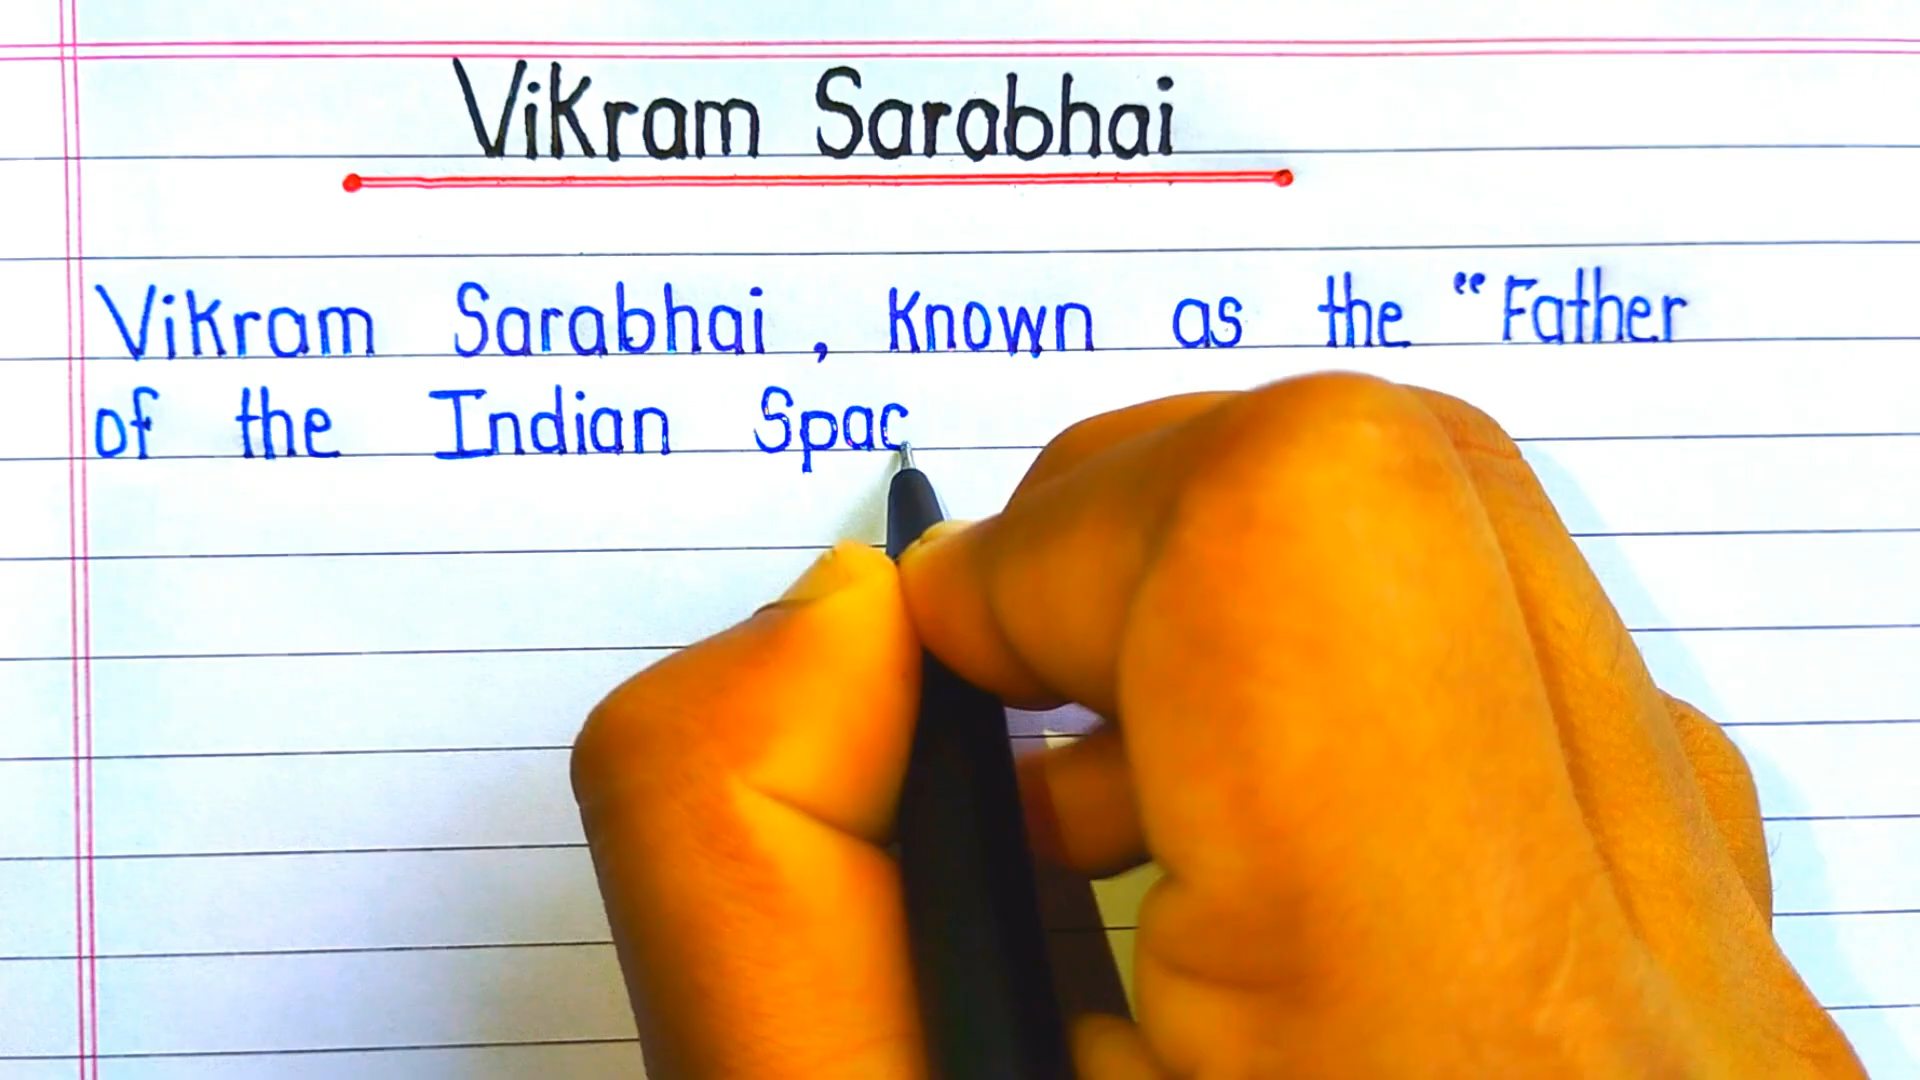 Vikram Sarabhai
Vikram Sarabhai, Known as the "Father
of the Indian Spac